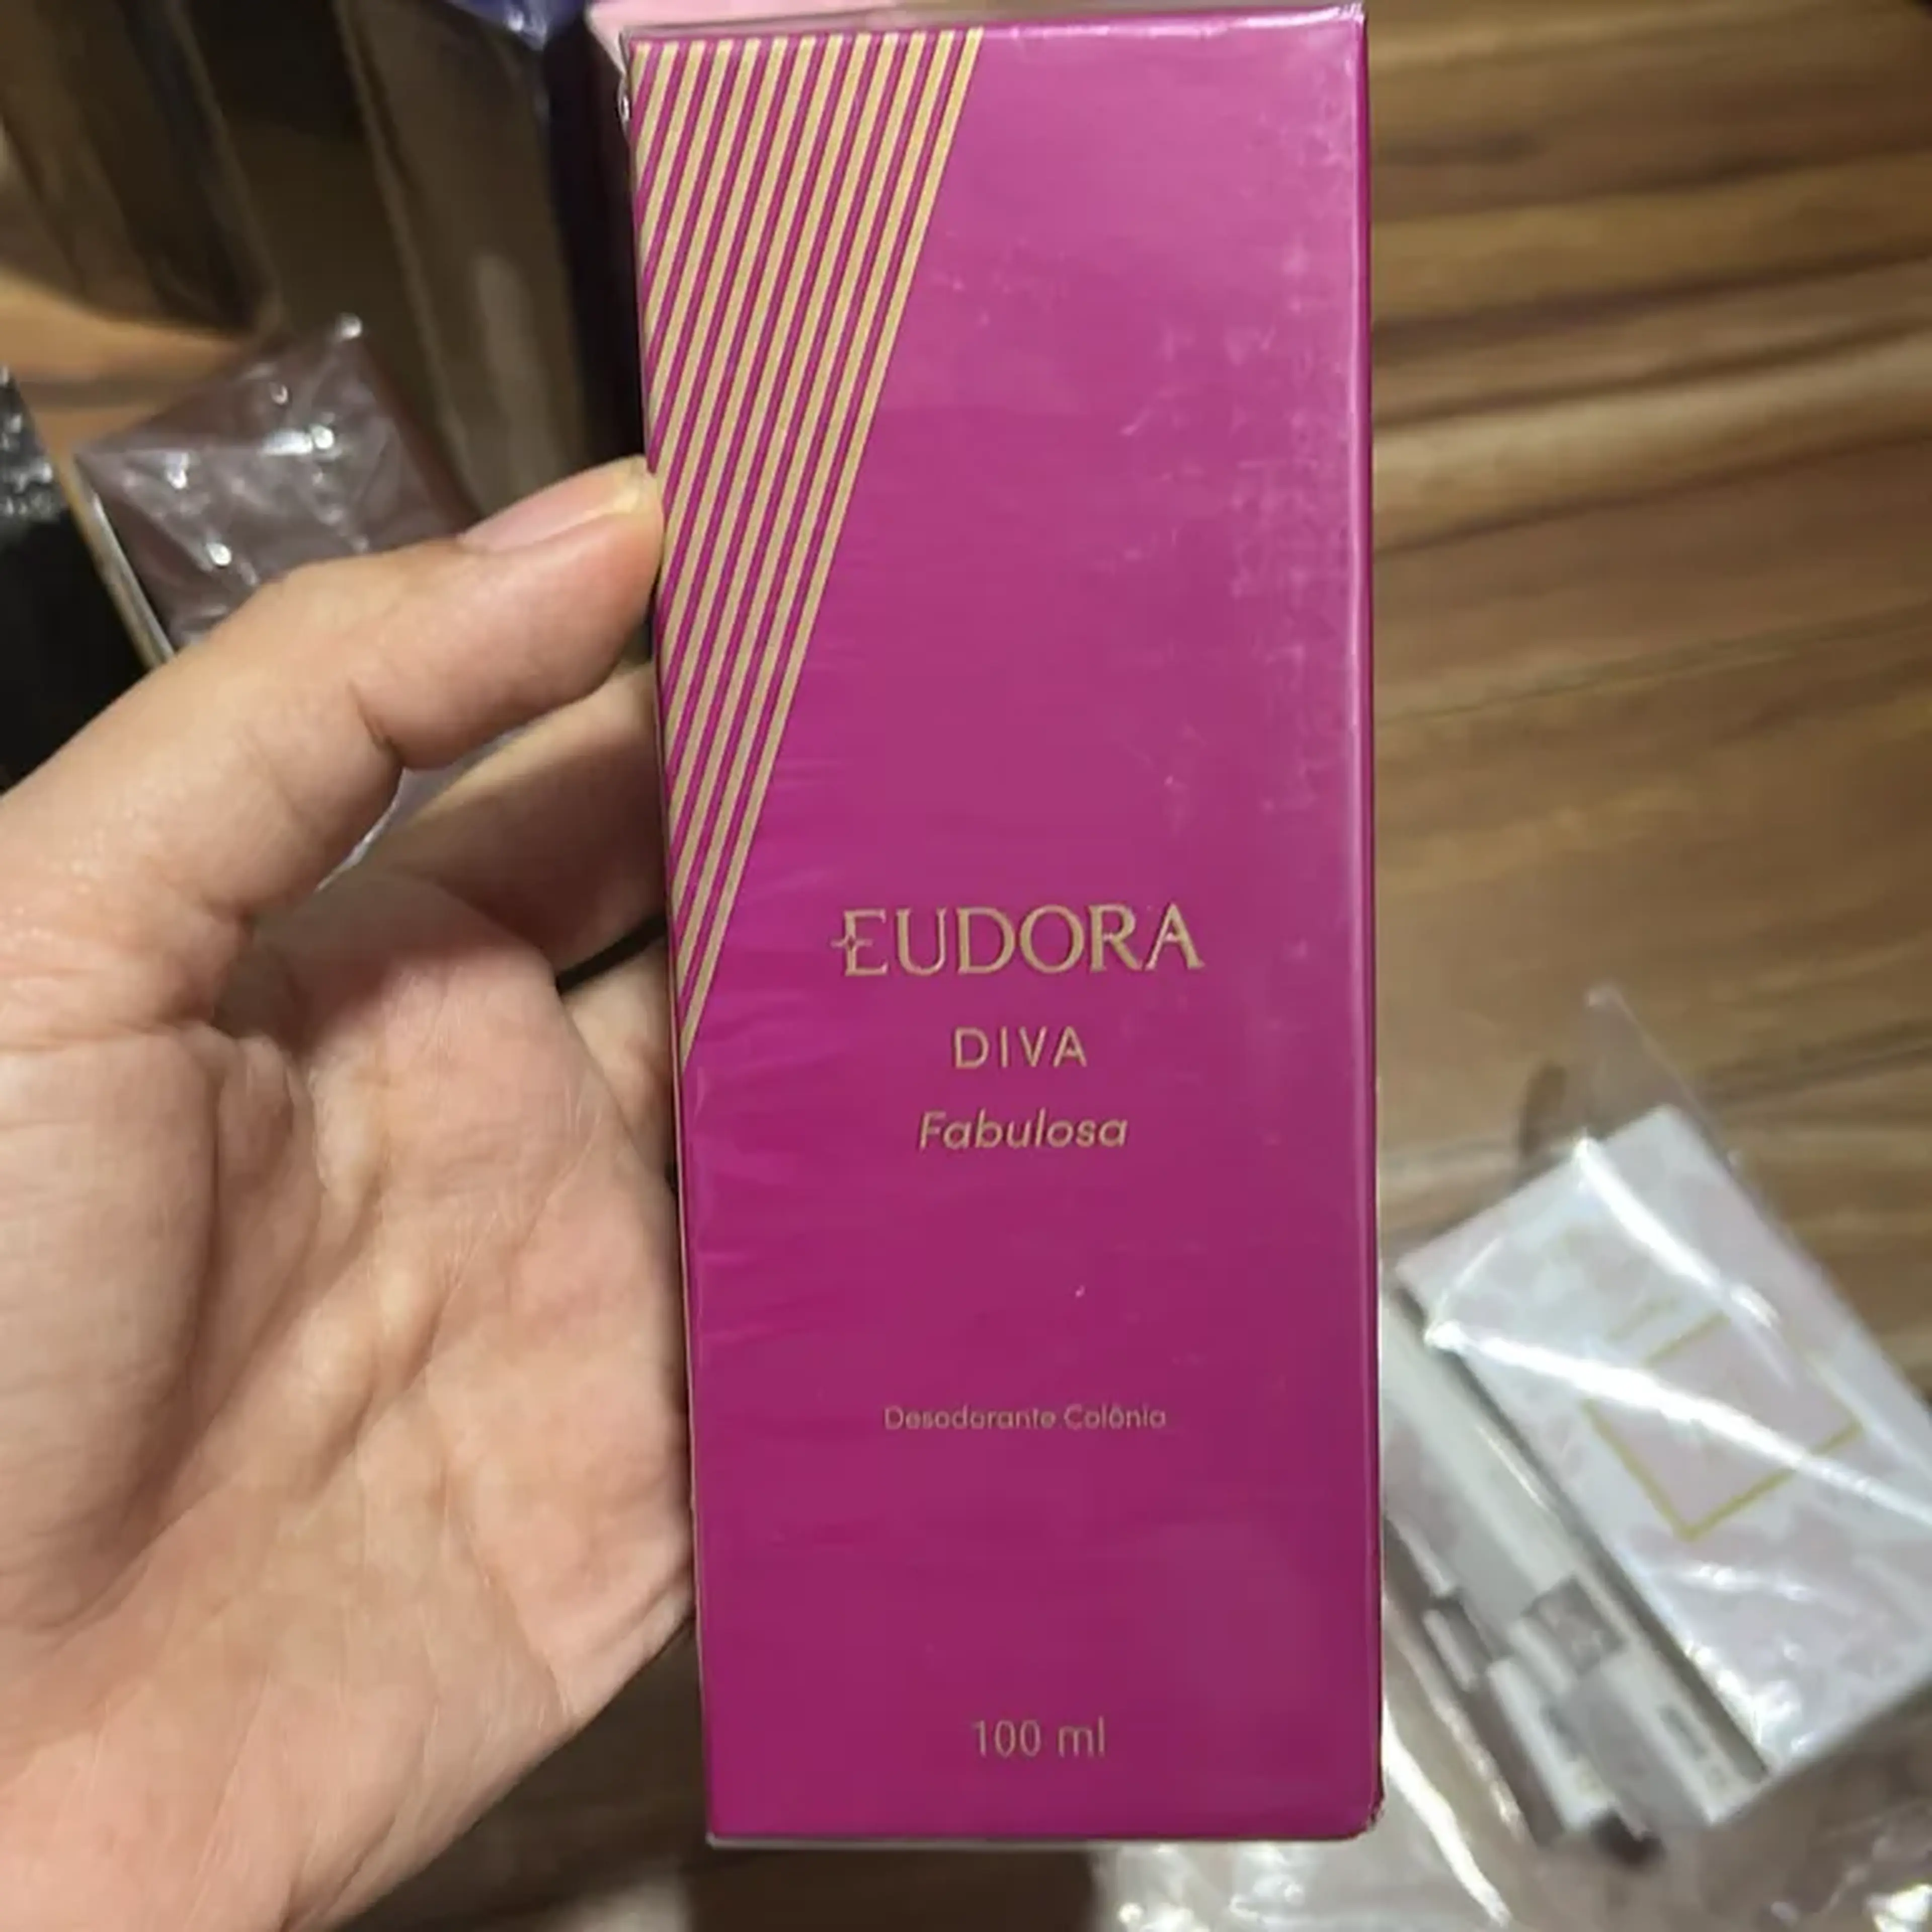 EUDORA
DIVA
Fabulosa
Desodorante Colônia
100 ml